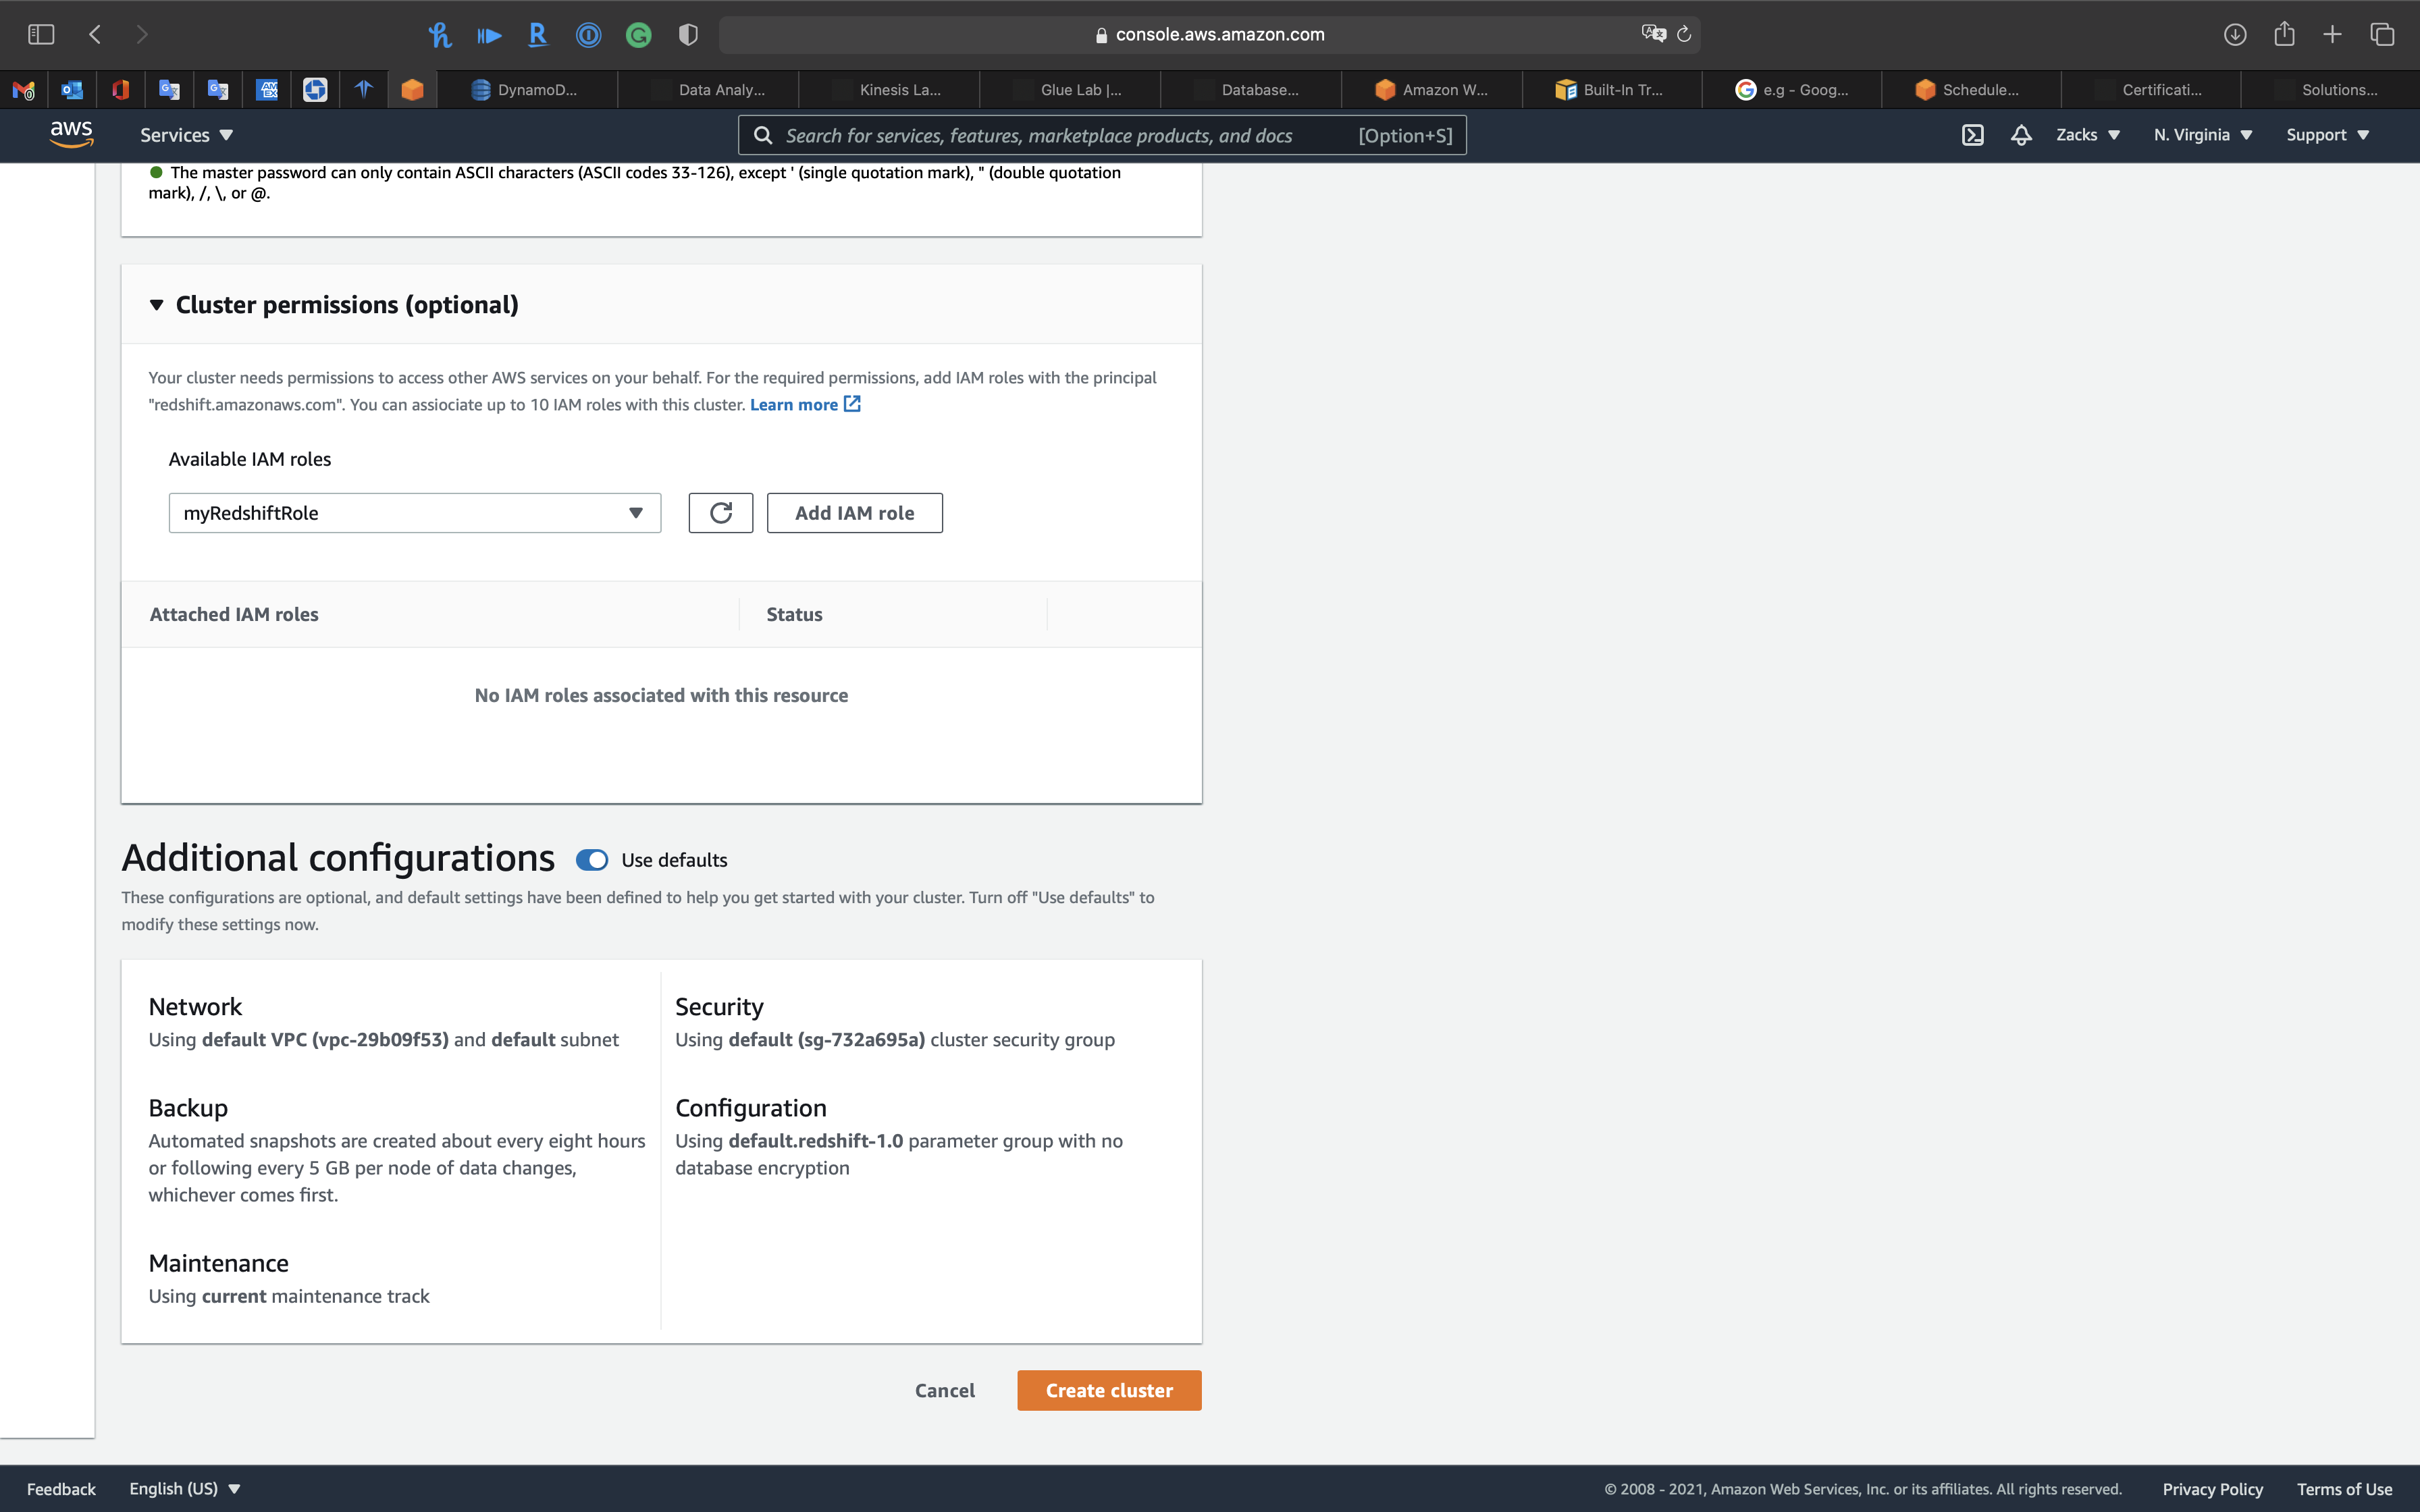 console.aws.amazon.com
DynamoD...
Data Analy...
Kinesis La...
Glue Lab |...
Database...
Amazon W...
Built-In Tr...
e.g - Goog...
Schedule...
Certificati...
Solutions...
aws
Services
Search for services, features, marketplace products, and docs
[Option+S]
Zacks
N. Virginia
Support
The master password can only contain ASCII characters (ASCII codes 33-126), except ' (single quotation mark), " (double quotation
mark), /, \, or @.
Cluster permissions (optional)
Your cluster needs permissions to access other AWS services on your behalf. For the required permissions, add IAM roles with the principal
"redshift.amazonaws.com". You can assiociate up to 10 IAM roles with this cluster. Learn more
Available IAM roles
myRedshiftRole
Add IAM role
Attached IAM roles
Status
No IAM roles associated with this resource
Additional configurations
Use defaults
These configurations are optional, and default settings have been defined to help you get started with your cluster. Turn off "Use defaults" to
modify these settings now.
Network
Using default VPC (vpc-29b09f53) and default subnet
Security
Using default (sg-732a695a) cluster security group
Backup
Automated snapshots are created about every eight hours
or following every 5 GB per node of data changes,
whichever comes first.
Configuration
Using default.redshift-1.0 parameter group with no
database encryption
Maintenance
Using current maintenance track
Cancel
Create cluster
Feedback
English (US)
© 2008 - 2021, Amazon Web Services, Inc. or its affiliates. All rights reserved.
Privacy Policy
Terms of Use